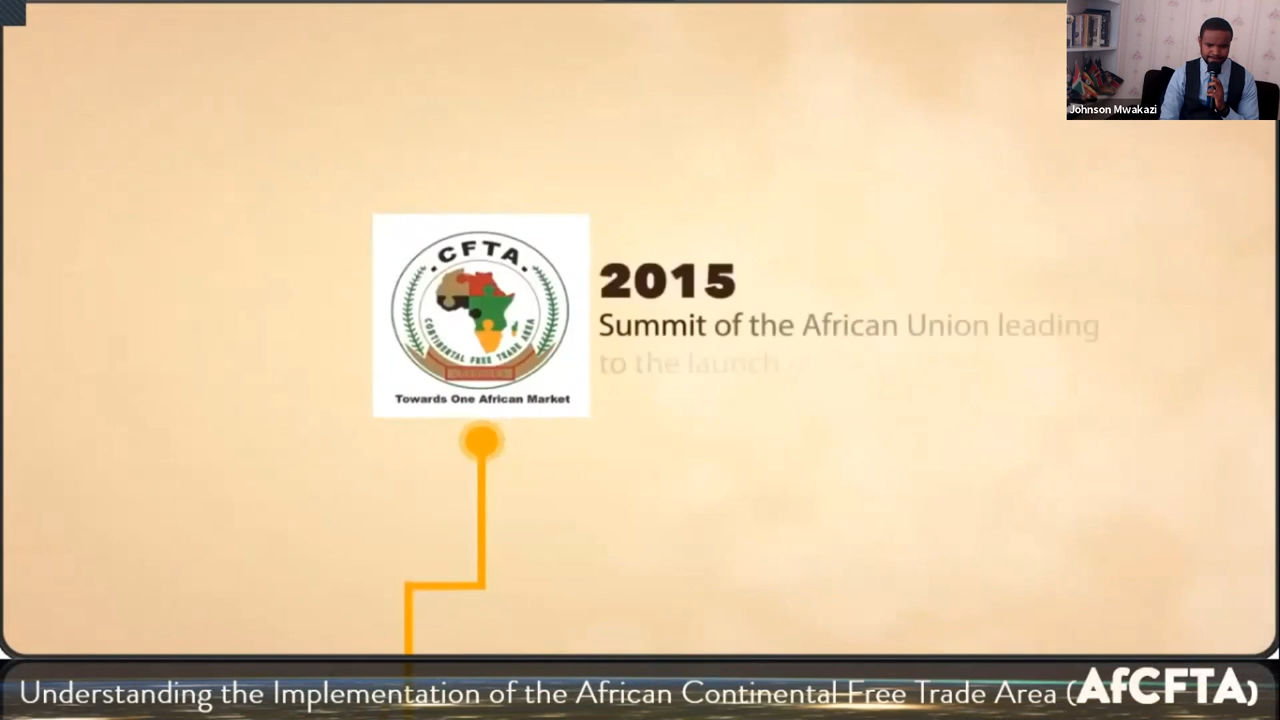 Johnson Mwakazi
.CFTA.
CONTINENTAL FREE TRADE AREA
Towards One African Market
2015
Summit of the African Union leading
to the launch
Understanding the Implementation of the African Continental Free Trade Area (AfCFTA)